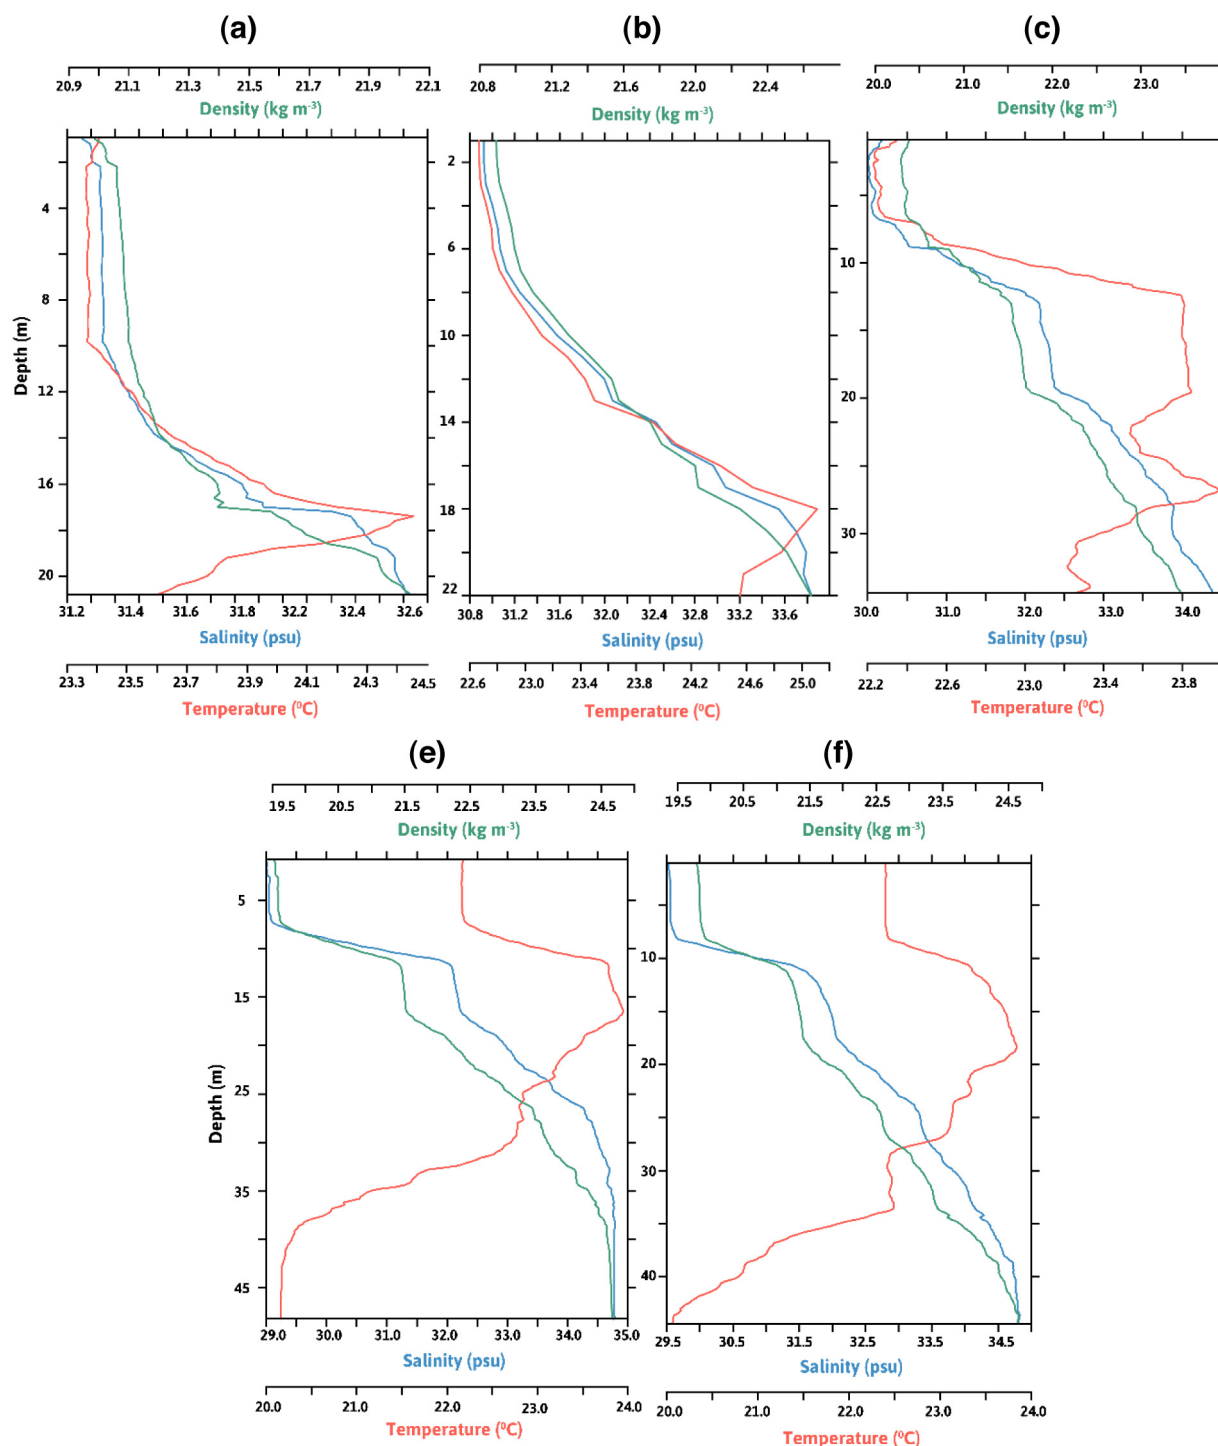 (a) (b) (c)
20.9 21.1 21.3 21.5 21.7 21.9 22.1
Density (kg m⁻³)
20.8 21.2 21.6 22.0 22.4
Density (kg m⁻³)
20.0 21.0 22.0 23.0
Density (kg m⁻³)
Depth (m)
4
8
12
16
20
31.2 31.4 31.6 31.8 32.2 32.4 32.6
Salinity (psu)
23.3 23.5 23.7 23.9 24.1 24.3 24.5
Temperature (⁰C)
2
6
10
14
18
22
30.8 31.2 31.6 32.0 32.4 32.8 33.6
Salinity (psu)
22.6 23.0 23.4 23.8 24.2 24.6 25.0
Temperature (⁰C)
10
20
30
30.0 31.0 32.0 33.0 34.0
Salinity (psu)
22.2 22.6 23.0 23.4 23.8
Temperature (⁰C)
(e) (f)
19.5 20.5 21.5 22.5 23.5 24.5
Density (kg m⁻³)
19.5 20.5 21.5 22.5 23.5 24.5
Density (kg m⁻³)
Depth (m)
5
15
25
35
45
29.0 30.0 31.0 32.0 33.0 34.0 35.0
Salinity (psu)
20.0 21.0 22.0 23.0 24.0
Temperature (⁰C)
10
20
30
40
29.5 30.5 31.5 32.5 33.5 34.5
Salinity (psu)
20.0 21.0 22.0 23.0 24.0
Temperature (⁰C)